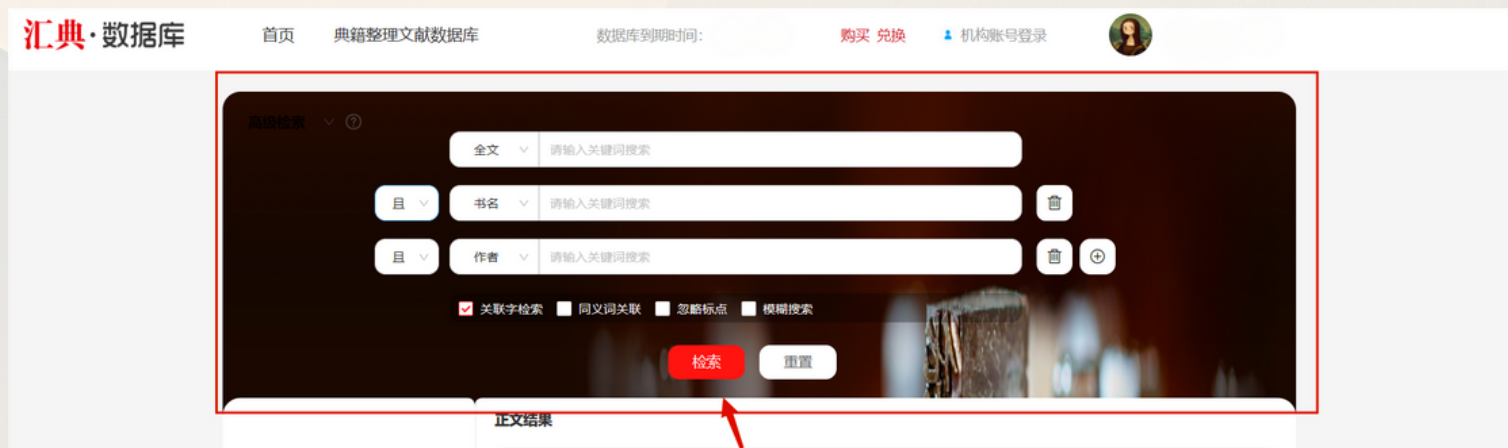 汇典·数据库 首页 典籍整理文献数据库 数据库到期时间: 购买 兑换 机构账号登录
高级检索
全文 请输入关键词搜索
且 书名 请输入关键词搜索
且 作者 请输入关键词搜索
关联字检索 同义词关联 忽略标点 模糊搜索
检索 重置
正文结果